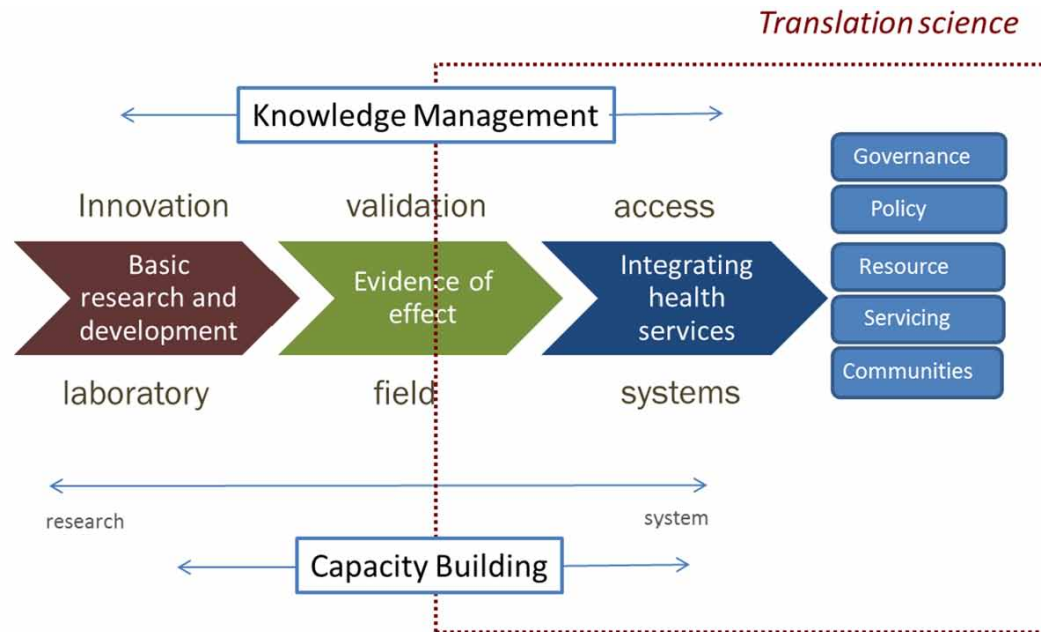 Translation science
Knowledge Management
Innovation
validation
access
Basic
research and
development
Evidence of
effect
Integrating
health
services
Governance
Policy
Resource
Servicing
Communities
laboratory
field
systems
research
system
Capacity Building